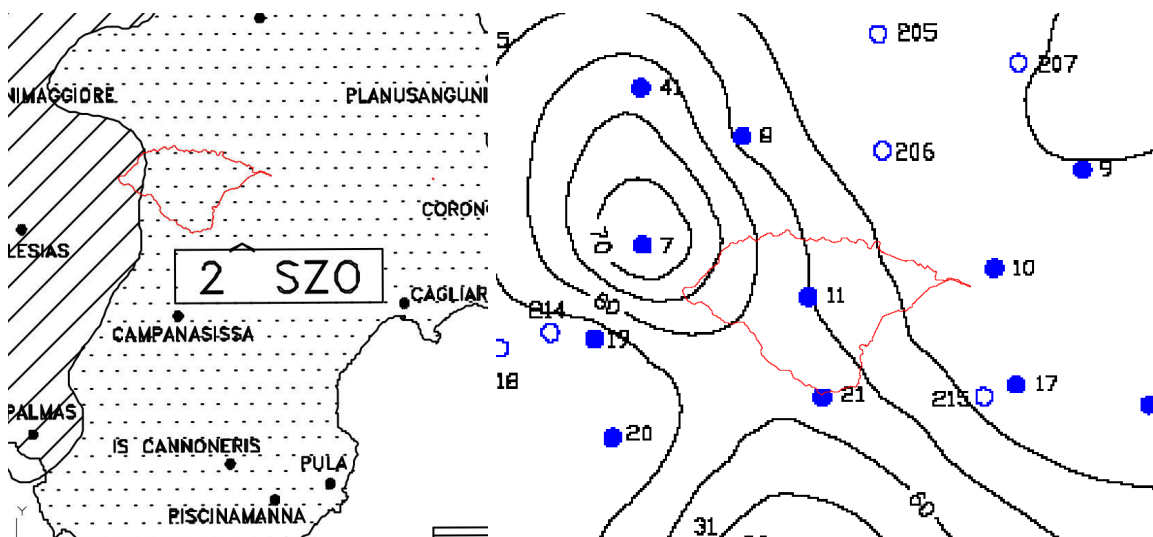 NIMAGGIORE
PLANUSANGUNI
CORONG
LESIAS
2 SZO
CAGLIAR
CAMPANASISSA
PALMAS
IS CANNONERIS
PULA
PISCINAMANNA
Y
5
205
207
41
8
206
9
70
7
10
60
11
214
19
18
21
215
17
20
60
31